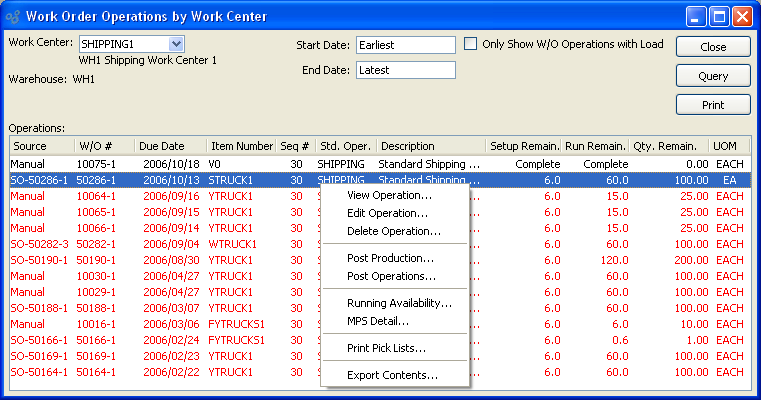 Work Order Operations by Work Center
Work Center: SHIPPING1 Start Date: Earliest Only Show W/O Operations with Load Close
WH1 Shipping Work Center 1
End Date: Latest Query
Warehouse: WH1
Print
Operations:
Source W/O # Due Date Item Number Seq # Std. Oper. Description Setup Remain. Run Remain. Qty. Remain. UOM
Manual 10075-1 2006/10/18 V0 30 SHIPPING Standard Shipping ... Complete Complete 0.00 EACH
SO-50286-1 50286-1 2006/10/13 STRUCK1 30 SHIPPING Standard Shipping ... 6.0 60.0 100.00 EA
Manual 10064-1 2006/09/16 YTRUCK1 30 View Operation... 6.0 15.0 25.00 EACH
Manual 10065-1 2006/09/15 YTRUCK1 30 Edit Operation... 6.0 15.0 25.00 EACH
Manual 10066-1 2006/09/14 YTRUCK1 30 Delete Operation... 6.0 15.0 25.00 EACH
SO-50282-3 50282-1 2006/09/04 WTRUCK1 30 6.0 60.0 100.00 EACH
SO-50190-1 50190-1 2006/08/30 YTRUCK1 30 Post Production... 6.0 120.0 200.00 EACH
Manual 10030-1 2006/04/27 YTRUCK1 30 Post Operations... 6.0 60.0 100.00 EACH
Manual 10029-1 2006/04/27 YTRUCK1 30 6.0 60.0 100.00 EACH
SO-50188-1 50188-1 2006/03/07 YTRUCK1 30 Running Availability... 6.0 60.0 100.00 EACH
Manual 10016-1 2006/03/06 FYTRUCKS1 30 MPS Detail... 6.0 6.0 10.00 EACH
SO-50166-1 50166-1 2006/02/24 FYTRUCKS1 30 6.0 0.6 1.00 EACH
SO-50169-1 50169-1 2006/02/23 YTRUCK1 30 Print Pick Lists... 6.0 60.0 100.00 EACH
SO-50164-1 50164-1 2006/02/22 YTRUCK1 30 Export Contents... 6.0 60.0 100.00 EACH